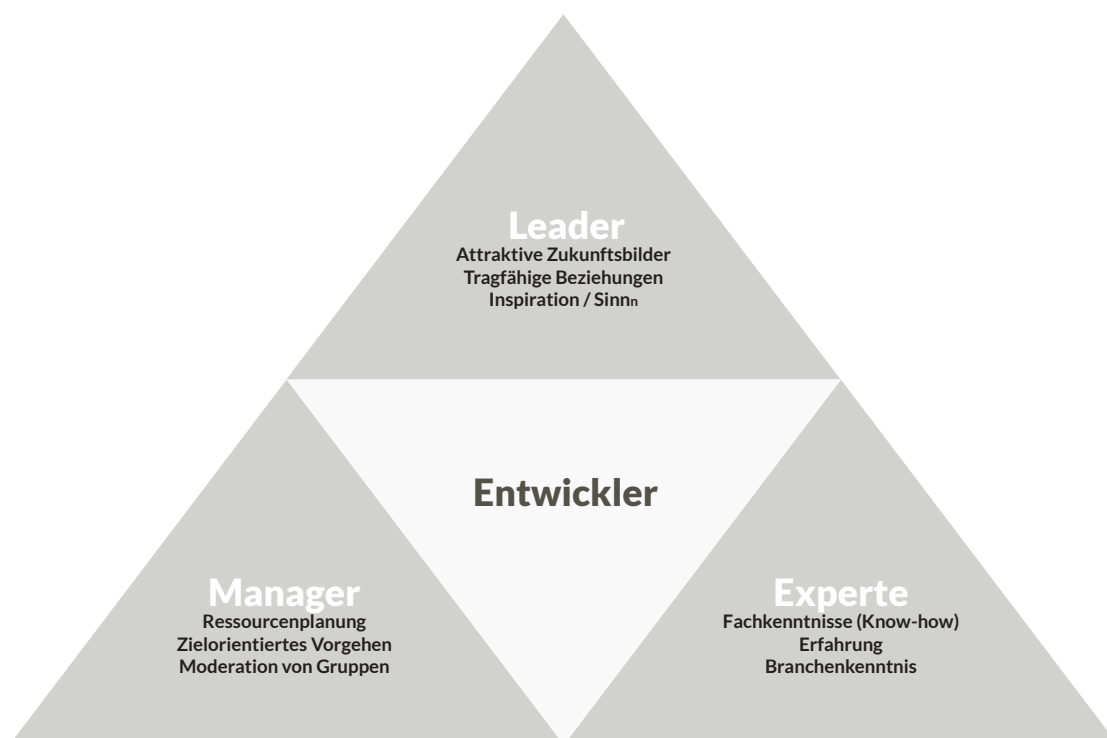 Leader
Attraktive Zukunftsbilder
Tragfähige Beziehungen
Inspiration / Sinnn
Entwickler
Manager
Ressourcenplanung
Zielorientiertes Vorgehen
Moderation von Gruppen
Experte
Fachkenntnisse (Know-how)
Erfahrung
Branchenkenntnis